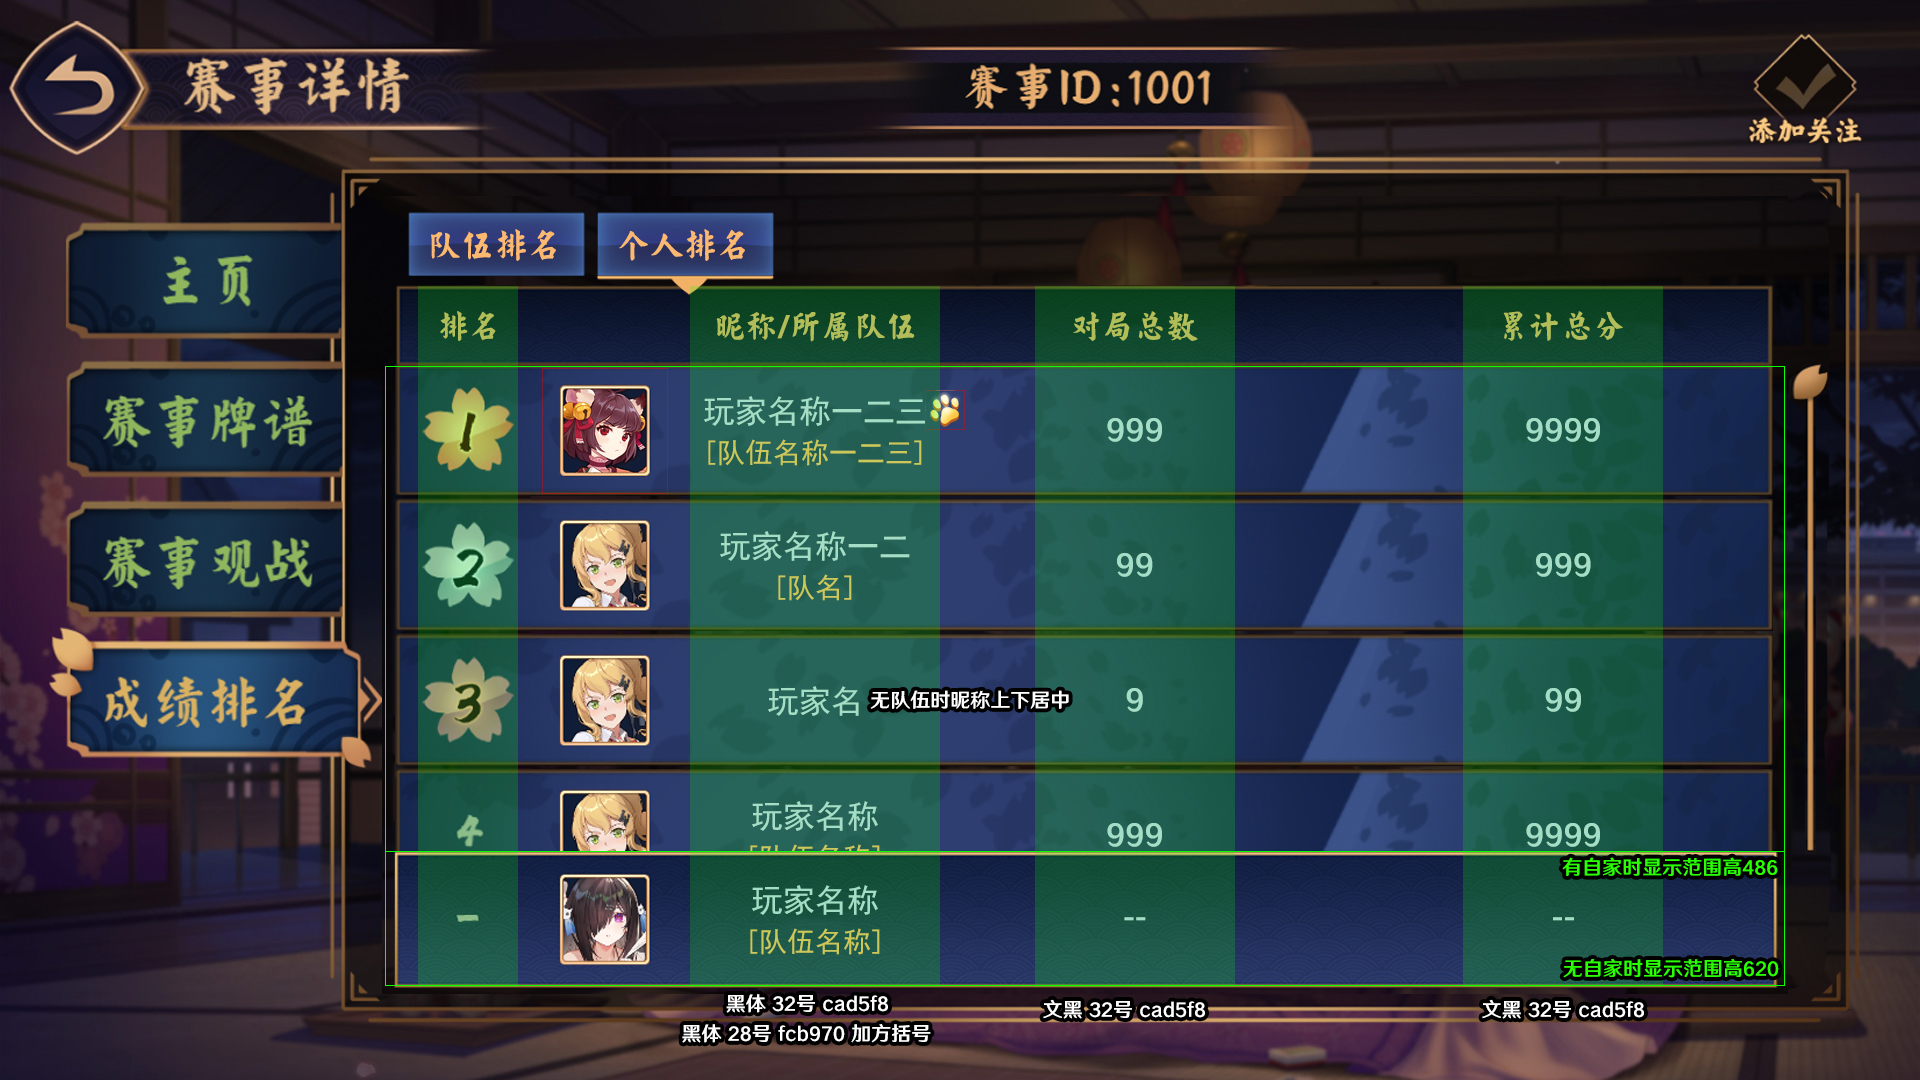 赛事详情
赛事ID:1001
添加关注
主页
赛事牌谱
赛事观战
成绩排名
队伍排名
个人排名
排名
昵称/所属队伍
对局总数
累计总分
1
玩家名称一二三
[队伍名称一二三]
999
9999
2
玩家名称一二
[队名]
99
999
3
玩家名
无队伍时昵称上下居中
9
99
4
玩家名称
[队伍名称]
999
9999
有自家时显示范围高486
–
玩家名称
[队伍名称]
--
--
无自家时显示范围高620
黑体 32号 cad5f8
黑体 28号 fcb970 加方括号
文黑 32号 cad5f8
文黑 32号 cad5f8